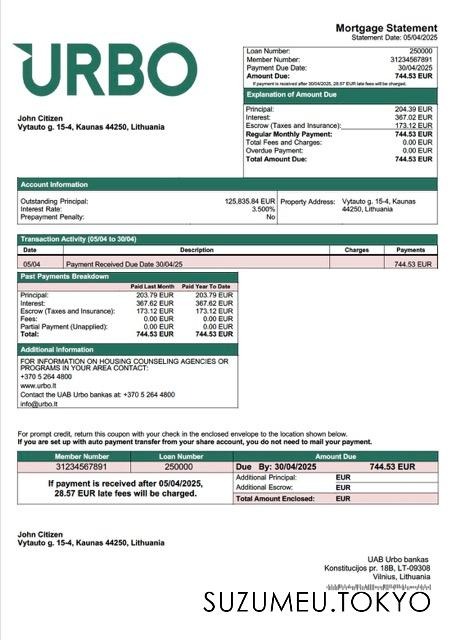 Mortgage Statement
Statement Date: 05/04/2025
URBO
Loan Number: 250000
Member Number: 31234567891
Payment Due Date: 30/04/2025
Amount Due: 744.53 EUR
If payment is received after 30/04/2025, 28.57 EUR late fees will be charged.
John Citizen
Vytauto g. 15-4, Kaunas 44250, Lithuania
Explanation of Amount Due
Principal: 204.39 EUR
Interest: 367.02 EUR
Escrow (Taxes and Insurance): 173.12 EUR
Regular Monthly Payment: 744.53 EUR
Total Fees and Charges: 0.00 EUR
Overdue Payment: 0.00 EUR
Total Amount Due: 744.53 EUR
Account Information
Outstanding Principal: 125,835.84 EUR
Interest Rate: 3.500%
Prepayment Penalty: No
Property Address: Vytauto g. 15-4, Kaunas
44250, Lithuania
Transaction Activity (05/04 to 30/04)
Date Description Charges Payments
05/04 Payment Received Due Date 30/04/25 744.53 EUR
Past Payments Breakdown
Paid Last Month Paid Year To Date
Principal: 203.79 EUR 203.79 EUR
Interest: 367.62 EUR 367.62 EUR
Escrow (Taxes and Insurance): 173.12 EUR 173.12 EUR
Fees: 0.00 EUR 0.00 EUR
Partial Payment (Unapplied): 0.00 EUR 0.00 EUR
Total: 744.53 EUR 744.53 EUR
Additional Information
FOR INFORMATION ON HOUSING COUNSELING AGENCIES OR
PROGRAMS IN YOUR AREA CONTACT:
+370 5 264 4800
www.urbo.lt
Contact the UAB Urbo bankas at: +370 5 264 4800
info@urbo.lt
For prompt credit, return this coupon with your check in the enclosed envelope to the location shown below.
If you are set up with auto payment transfer from your share account, you do not need to mail your payment.
Member Number Loan Number Amount Due
31234567891 250000 Due By: 30/04/2025 744.53 EUR
If payment is received after 05/04/2025,
28.57 EUR late fees will be charged.
Additional Principal: EUR
Additional Escrow: EUR
Total Amount Enclosed: EUR
John Citizen
Vytauto g. 15-4, Kaunas 44250, Lithuania
UAB Urbo bankas
Konstitucijos pr. 18B, LT-09308
Vilnius, Lithuania
SUZUMEU.TOKYO